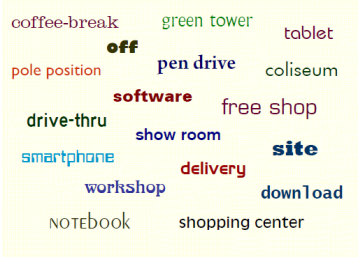 coffee-break
green tower
tablet
off
pen drive
pole position
coliseum
software
free shop
drive-thru
show room
site
smartphone
delivery
workshop
download
NOTEbOOK
shopping center